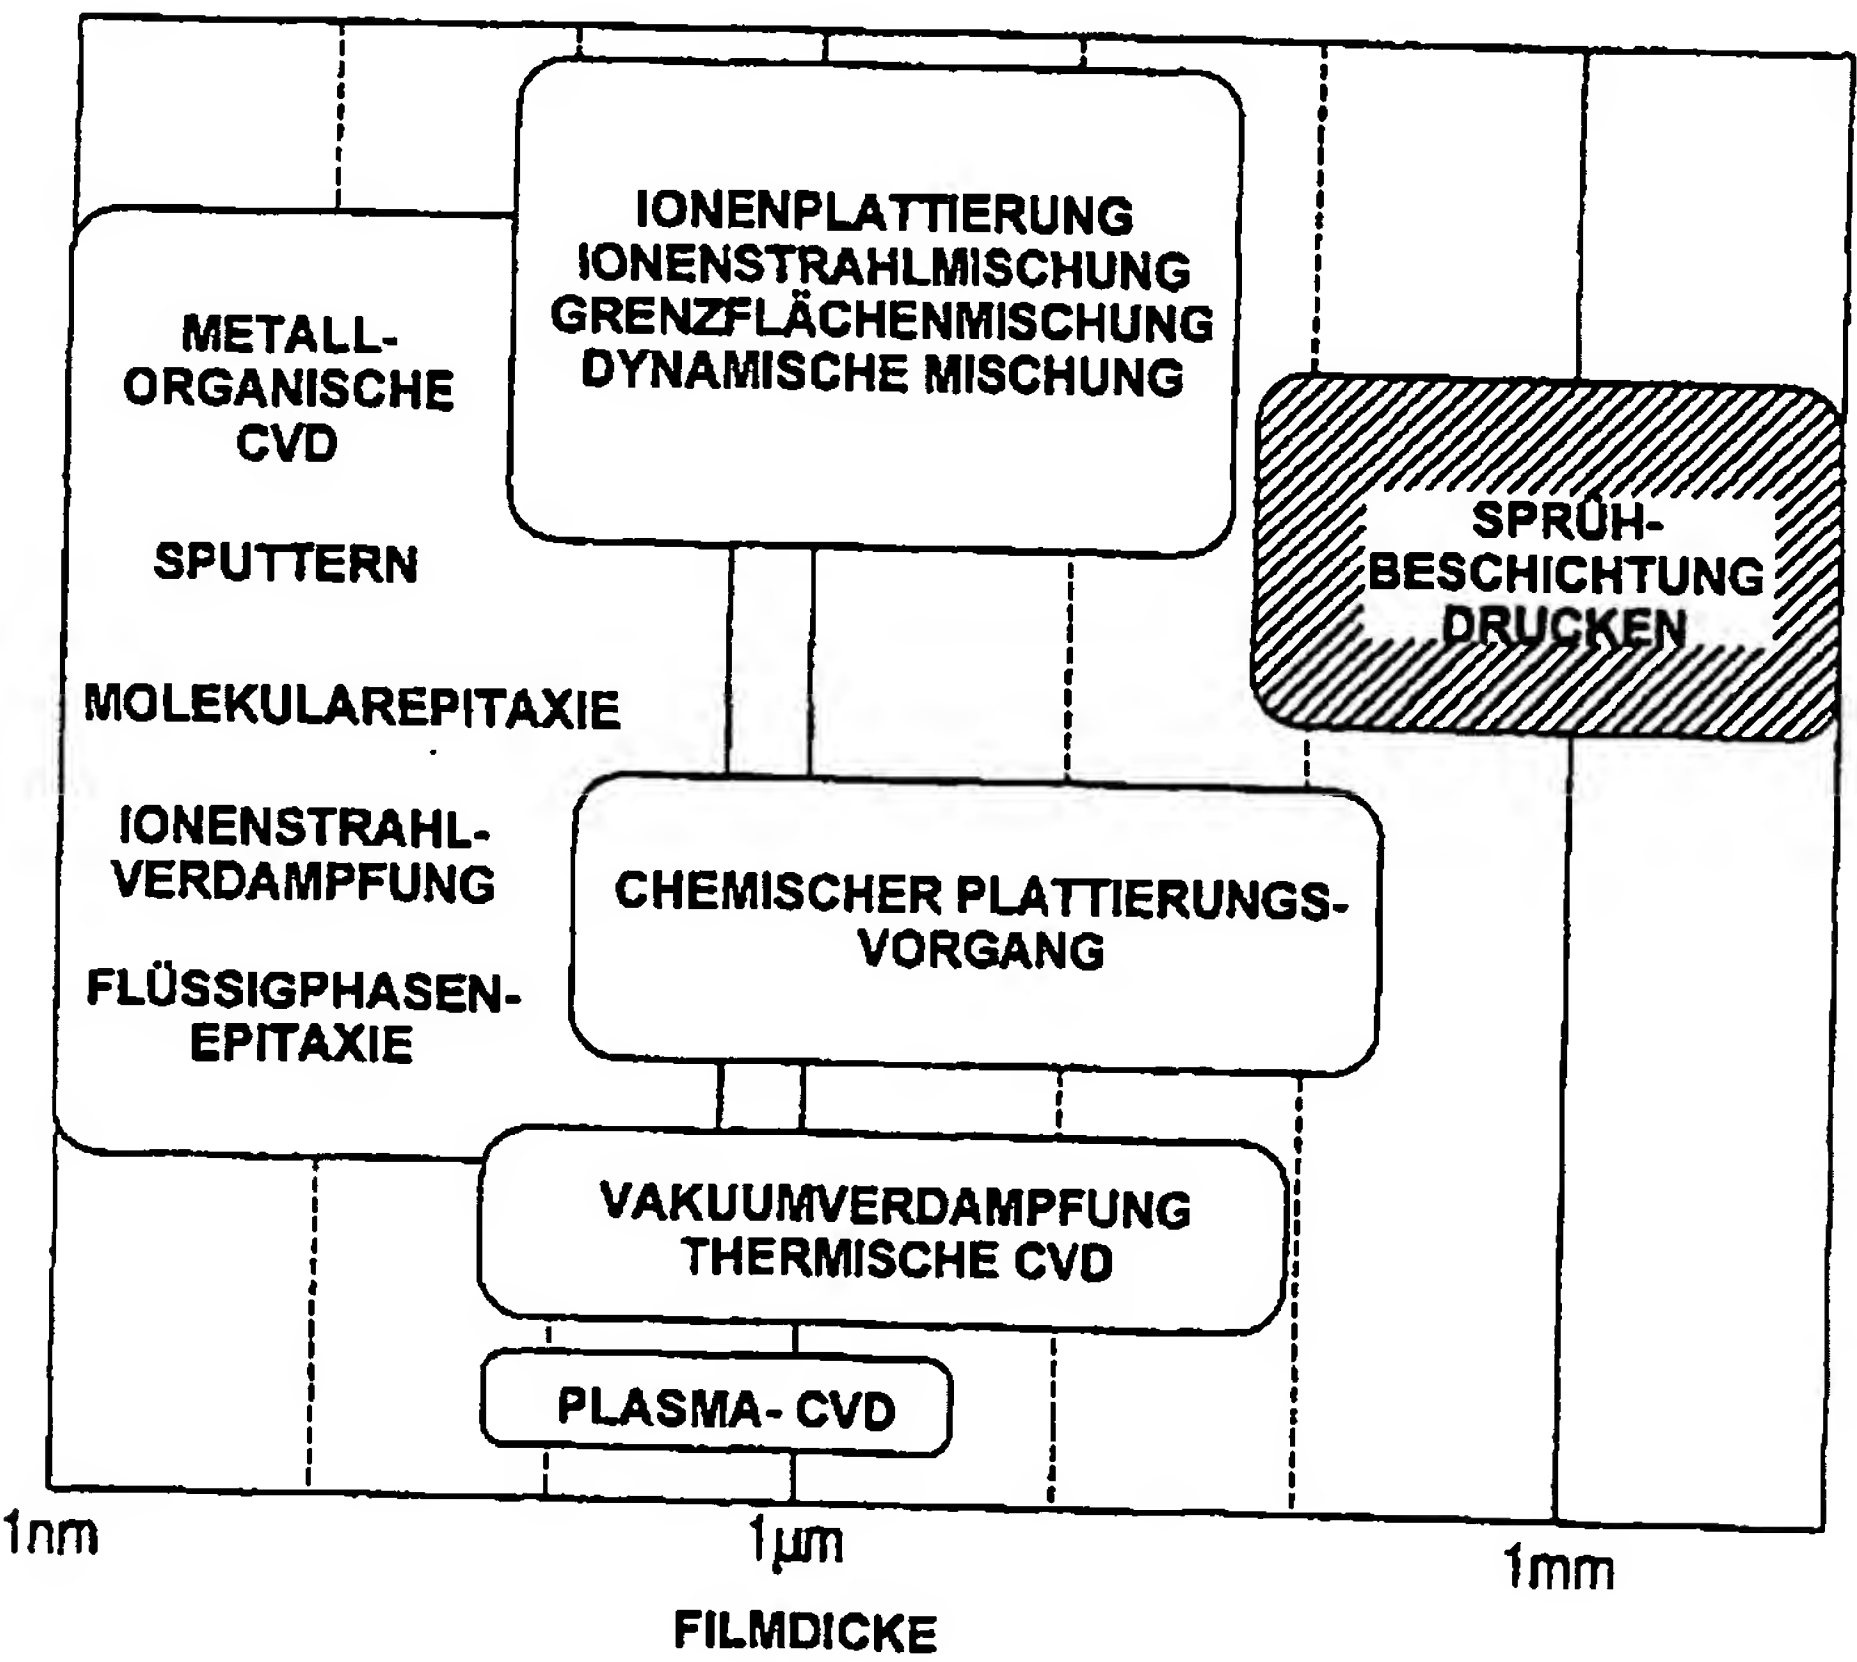 IONENPLATTIERUNG
IONENSTRAHLMISCHUNG
GRENZFLÄCHENMISCHUNG
DYNAMISCHE MISCHUNG
METALL-
ORGANISCHE
CVD
SPUTTERN
MOLEKULAREPITAXIE
IONENSTRAHL-
VERDAMPFUNG
FLÜSSIGPHASEN-
EPITAXIE
SPRÜH-
BESCHICHTUNG
DRUCKEN
CHEMISCHER PLATTIERUNGS-
VORGANG
VAKUUMVERDAMPFUNG
THERMISCHE CVD
PLASMA- CVD
1nm
1µm
1mm
FILMDICKE